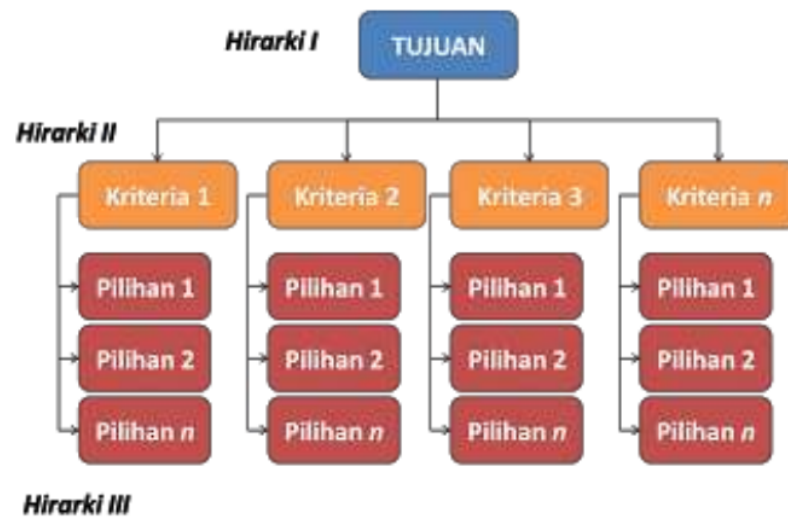 Hirarki I
TUJUAN
Hirarki II
Kriteria 1
Kriteria 2
Kriteria 3
Kriteria n
Pilihan 1
Pilihan 1
Pilihan 1
Pilihan 1
Pilihan 2
Pilihan 2
Pilihan 2
Pilihan 2
Pilihan n
Pilihan n
Pilihan n
Pilihan n
Hirarki III